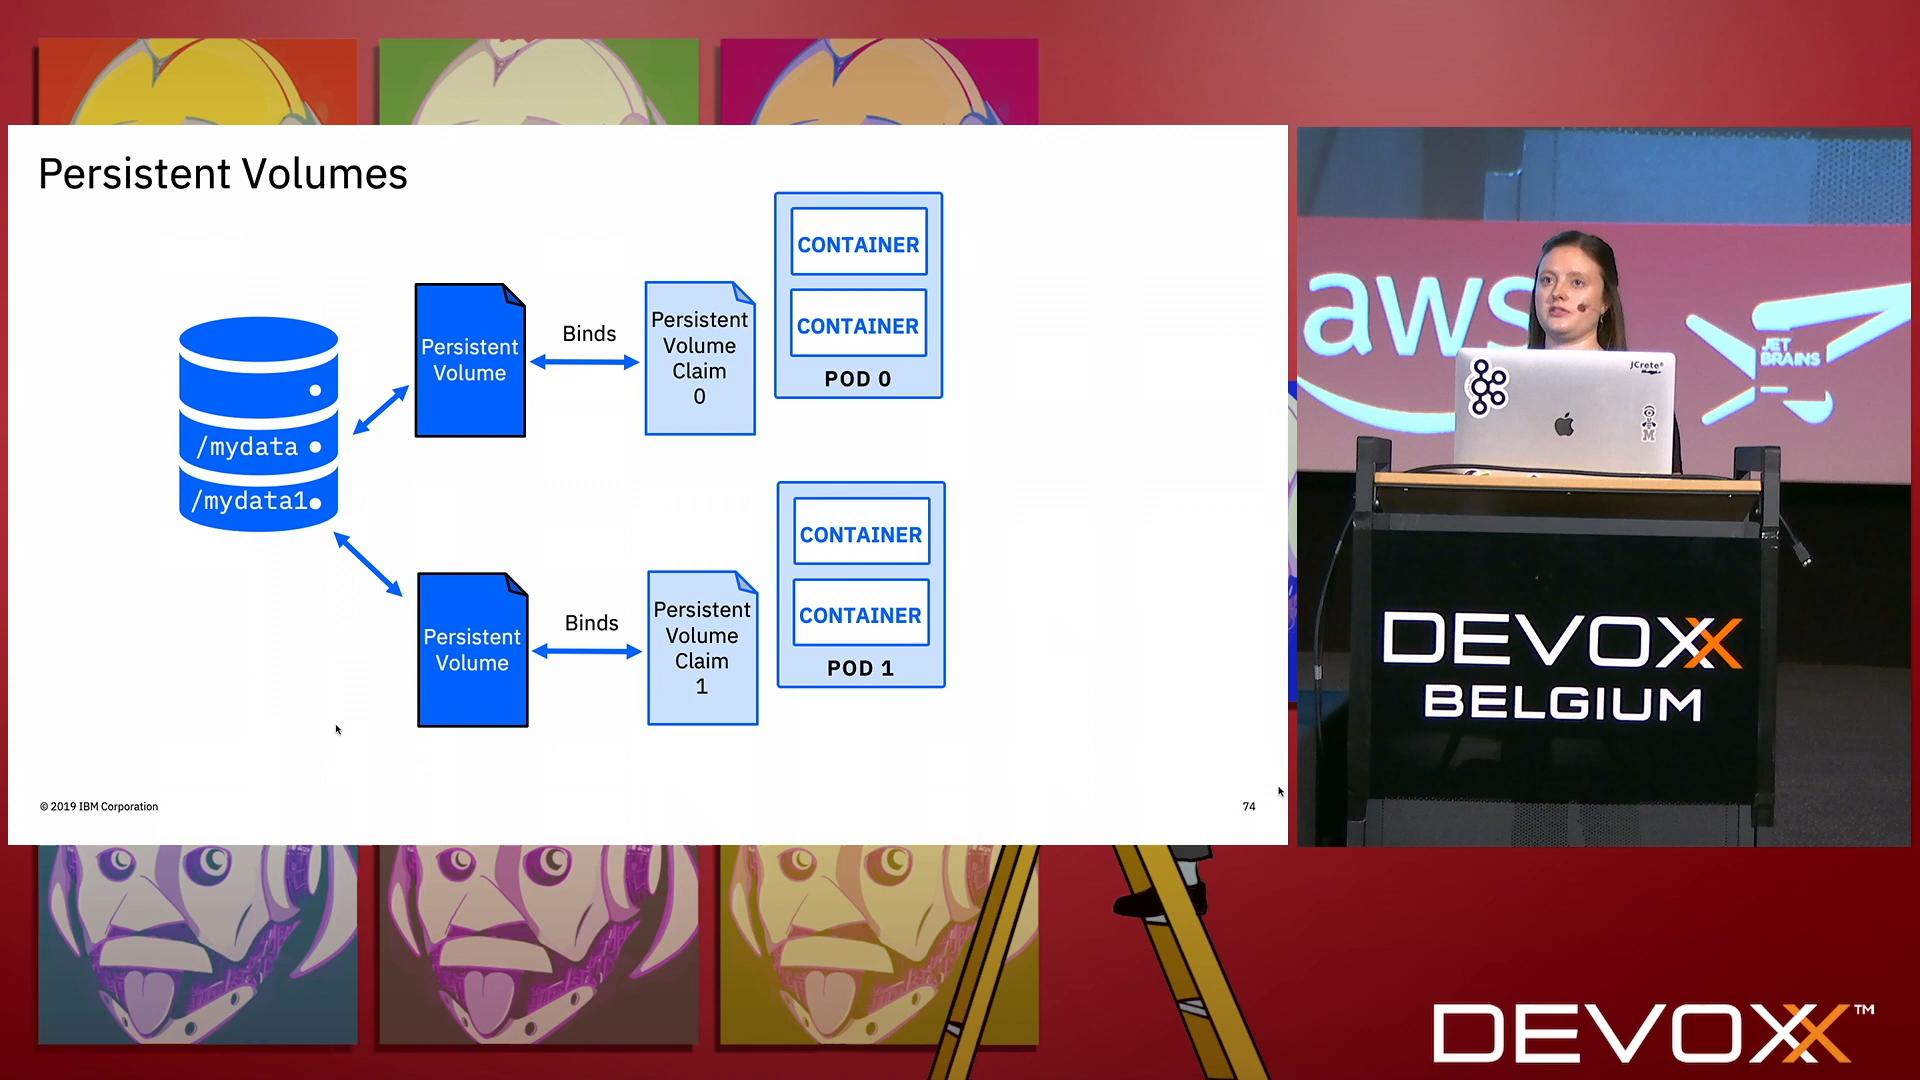 Persistent Volumes
CONTAINER
CONTAINER
POD 0
Persistent
Volume
Binds
Persistent
Volume
Claim
0
/mydata
/mydata1
CONTAINER
CONTAINER
POD 1
Persistent
Volume
Binds
Persistent
Volume
Claim
1
© 2019 IBM Corporation
74
aws
JET
BRAINS
JCrete
M
DEVOXX
BELGIUM
DEVOXX™